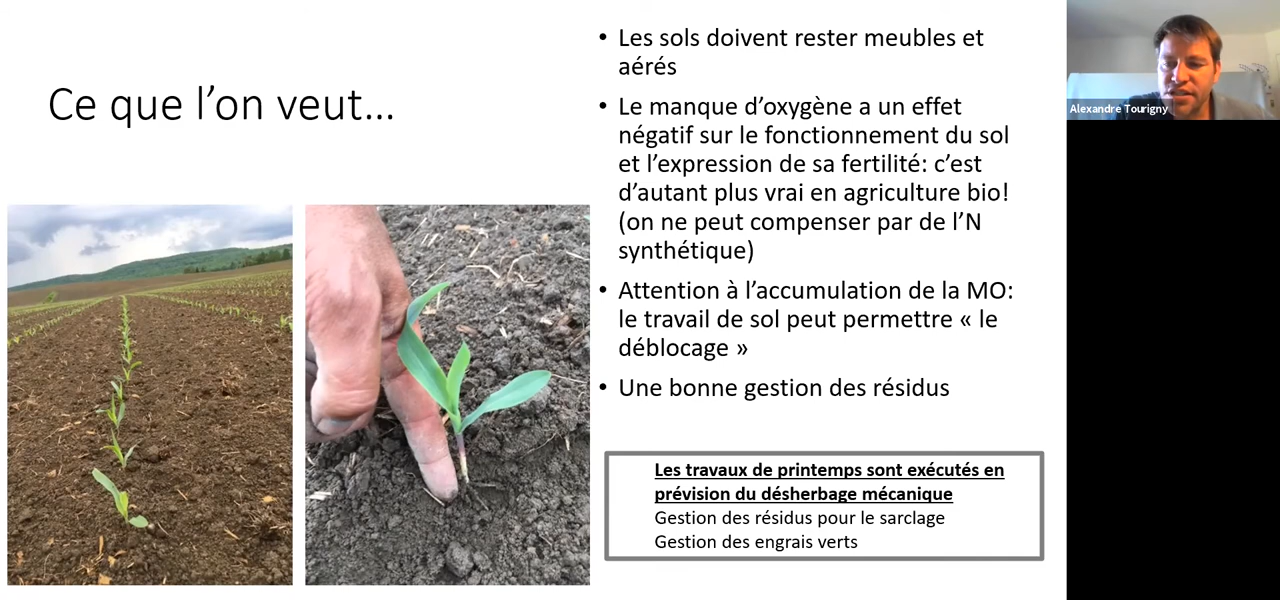 Ce que l’on veut…
• Les sols doivent rester meubles et
aérés
• Le manque d’oxygène a un effet
négatif sur le fonctionnement du sol
et l’expression de sa fertilité: c’est
d’autant plus vrai en agriculture bio!
(on ne peut compenser par de l’N
synthétique)
• Attention à l’accumulation de la MO:
le travail de sol peut permettre « le
déblocage »
• Une bonne gestion des résidus
Les travaux de printemps sont exécutés en
prévision du désherbage mécanique
Gestion des résidus pour le sarclage
Gestion des engrais verts
Alexandre Tourigny